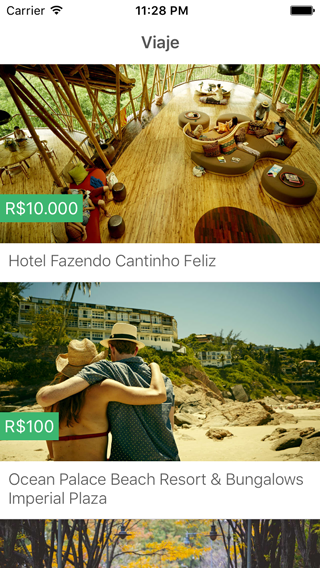 Carrier 11:28 PM
Viaje
R$10.000
Hotel Fazendo Cantinho Feliz
R$100
Ocean Palace Beach Resort & Bungalows
Imperial Plaza